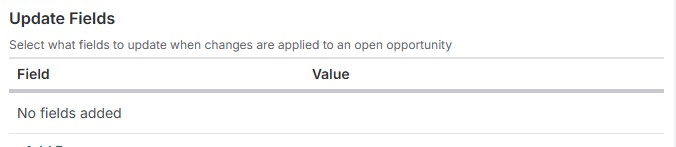 Update Fields
Select what fields to update when changes are applied to an open opportunity
Field Value
No fields added